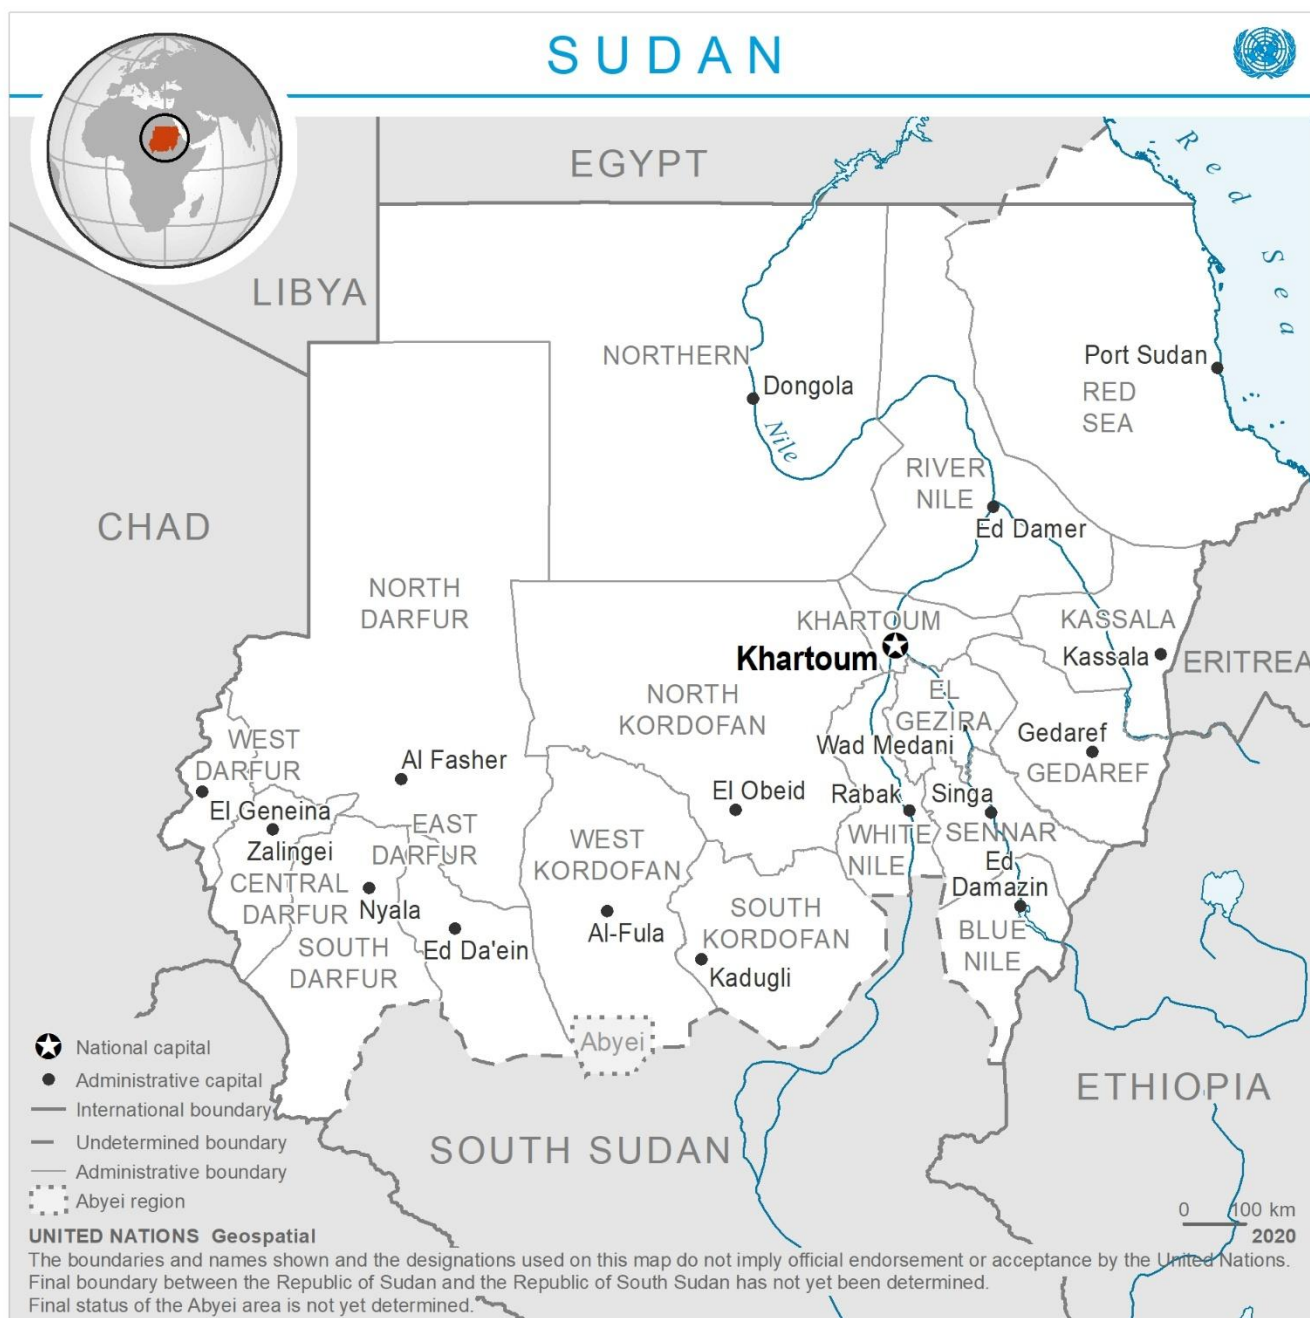 SUDAN
EGYPT
Red Sea
LIBYA
NORTHERN
Port Sudan
Dongola
RED
SEA
Nile
RIVER
NILE
CHAD
Ed Damer
NORTH
DARFUR
KHARTOUM
KASSALA
Khartoum
Kassala
ERITREA
NORTH
KORDOFAN
EL
GEZIRA
WEST
DARFUR
Wad Medani
Gedaref
GEDAREF
Al Fasher
El Obeid
Rabak
Singa
El Geneina
EAST
DARFUR
WEST
KORDOFAN
WHITE
NILE
SENNAR
Zalingei
Ed
Damazin
CENTRAL
DARFUR
Nyala
SOUTH
KORDOFAN
Al-Fula
BLUE
NILE
SOUTH
DARFUR
Ed Da'ein
Kadugli
Abyei
National capital
Administrative capital
International boundary
Undetermined boundary
Administrative boundary
Abyei region
ETHIOPIA
SOUTH SUDAN
0 100 km
2020
UNITED NATIONS Geospatial
The boundaries and names shown and the designations used on this map do not imply official endorsement or acceptance by the United Nations.
Final boundary between the Republic of Sudan and the Republic of South Sudan has not yet been determined.
Final status of the Abyei area is not yet determined.